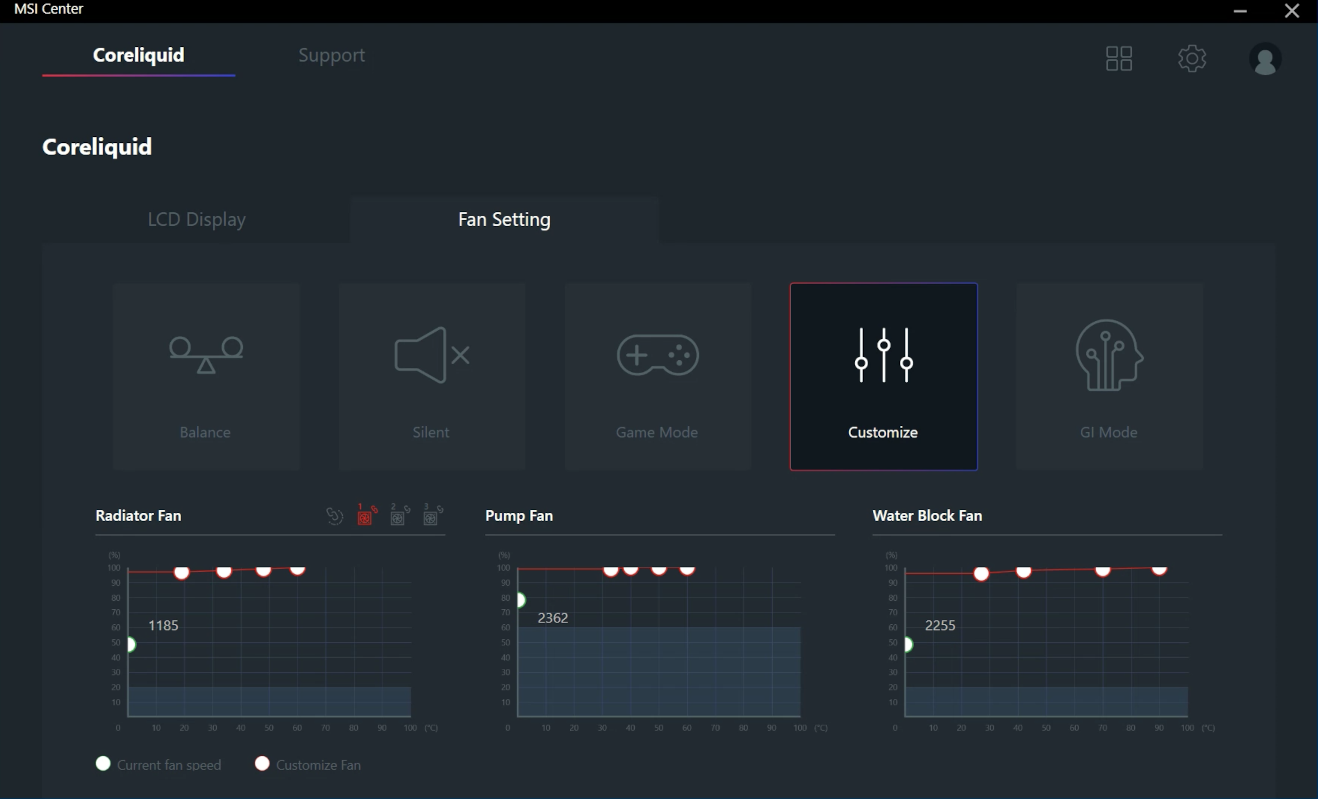 MSI Center
Coreliquid
Support
Coreliquid
LCD Display
Fan Setting
Balance
Silent
Game Mode
Customize
GI Mode
Radiator Fan
1
2
3
(%)
100
90
80
70
60
50
40
30
20
10
0
1185
10 20 30 40 50 60 70 80 90 100 (°C)
Pump Fan
(%)
100
90
80
70
60
50
40
30
20
10
0
2362
10 20 30 40 50 60 70 80 90 100 (°C)
Water Block Fan
(%)
100
90
80
70
60
50
40
30
20
10
0
2255
10 20 30 40 50 60 70 80 90 100 (°C)
Current fan speed
Customize Fan